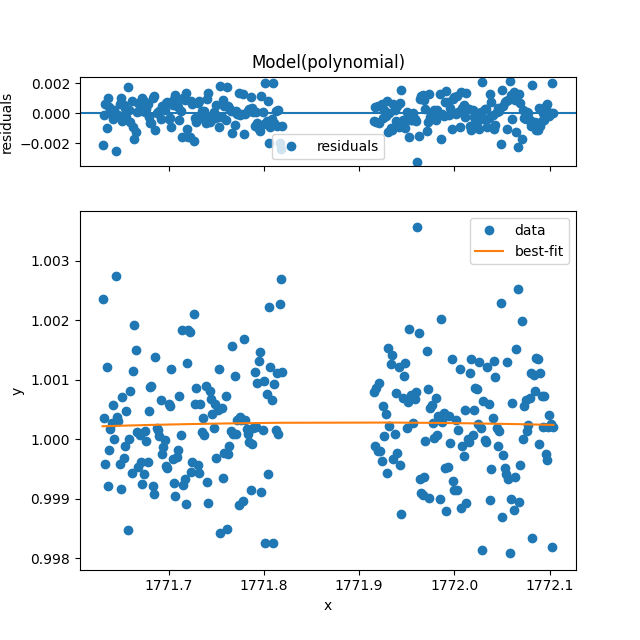 Model(polynomial)
0.002
0.000
−0.002
residuals
residuals
data
best-fit
1.003
1.002
1.001
1.000
0.999
0.998
y
1771.7
1771.8
1771.9
1772.0
1772.1
x